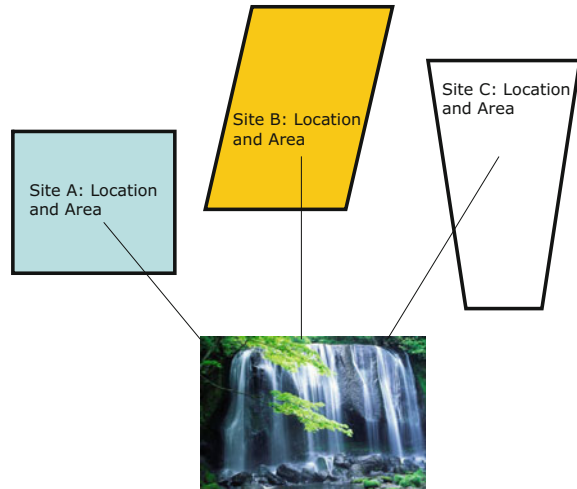 Site A: Location
and Area
Site B: Location
and Area
Site C: Location
and Area